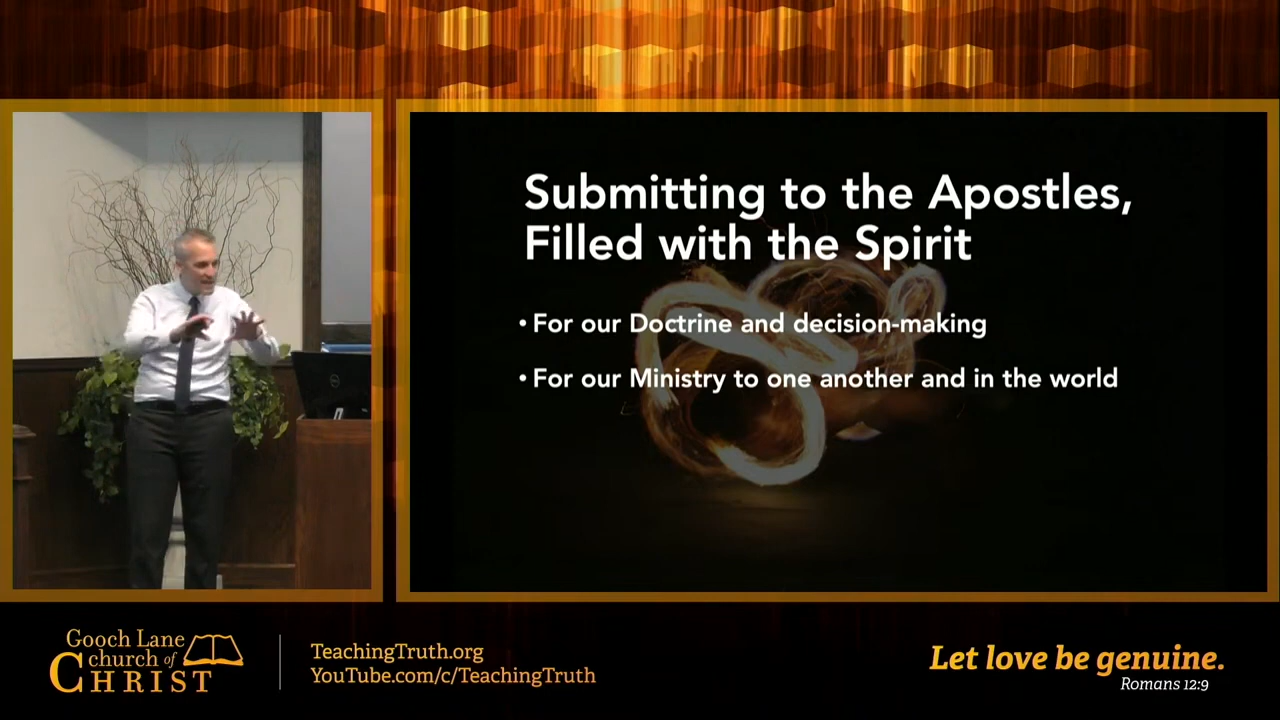 Submitting to the Apostles,
Filled with the Spirit
• For our Doctrine and decision-making
• For our Ministry to one another and in the world
Gooch Lane
church of
CHRIST
TeachingTruth.org
YouTube.com/c/TeachingTruth
Let love be genuine.
Romans 12:9